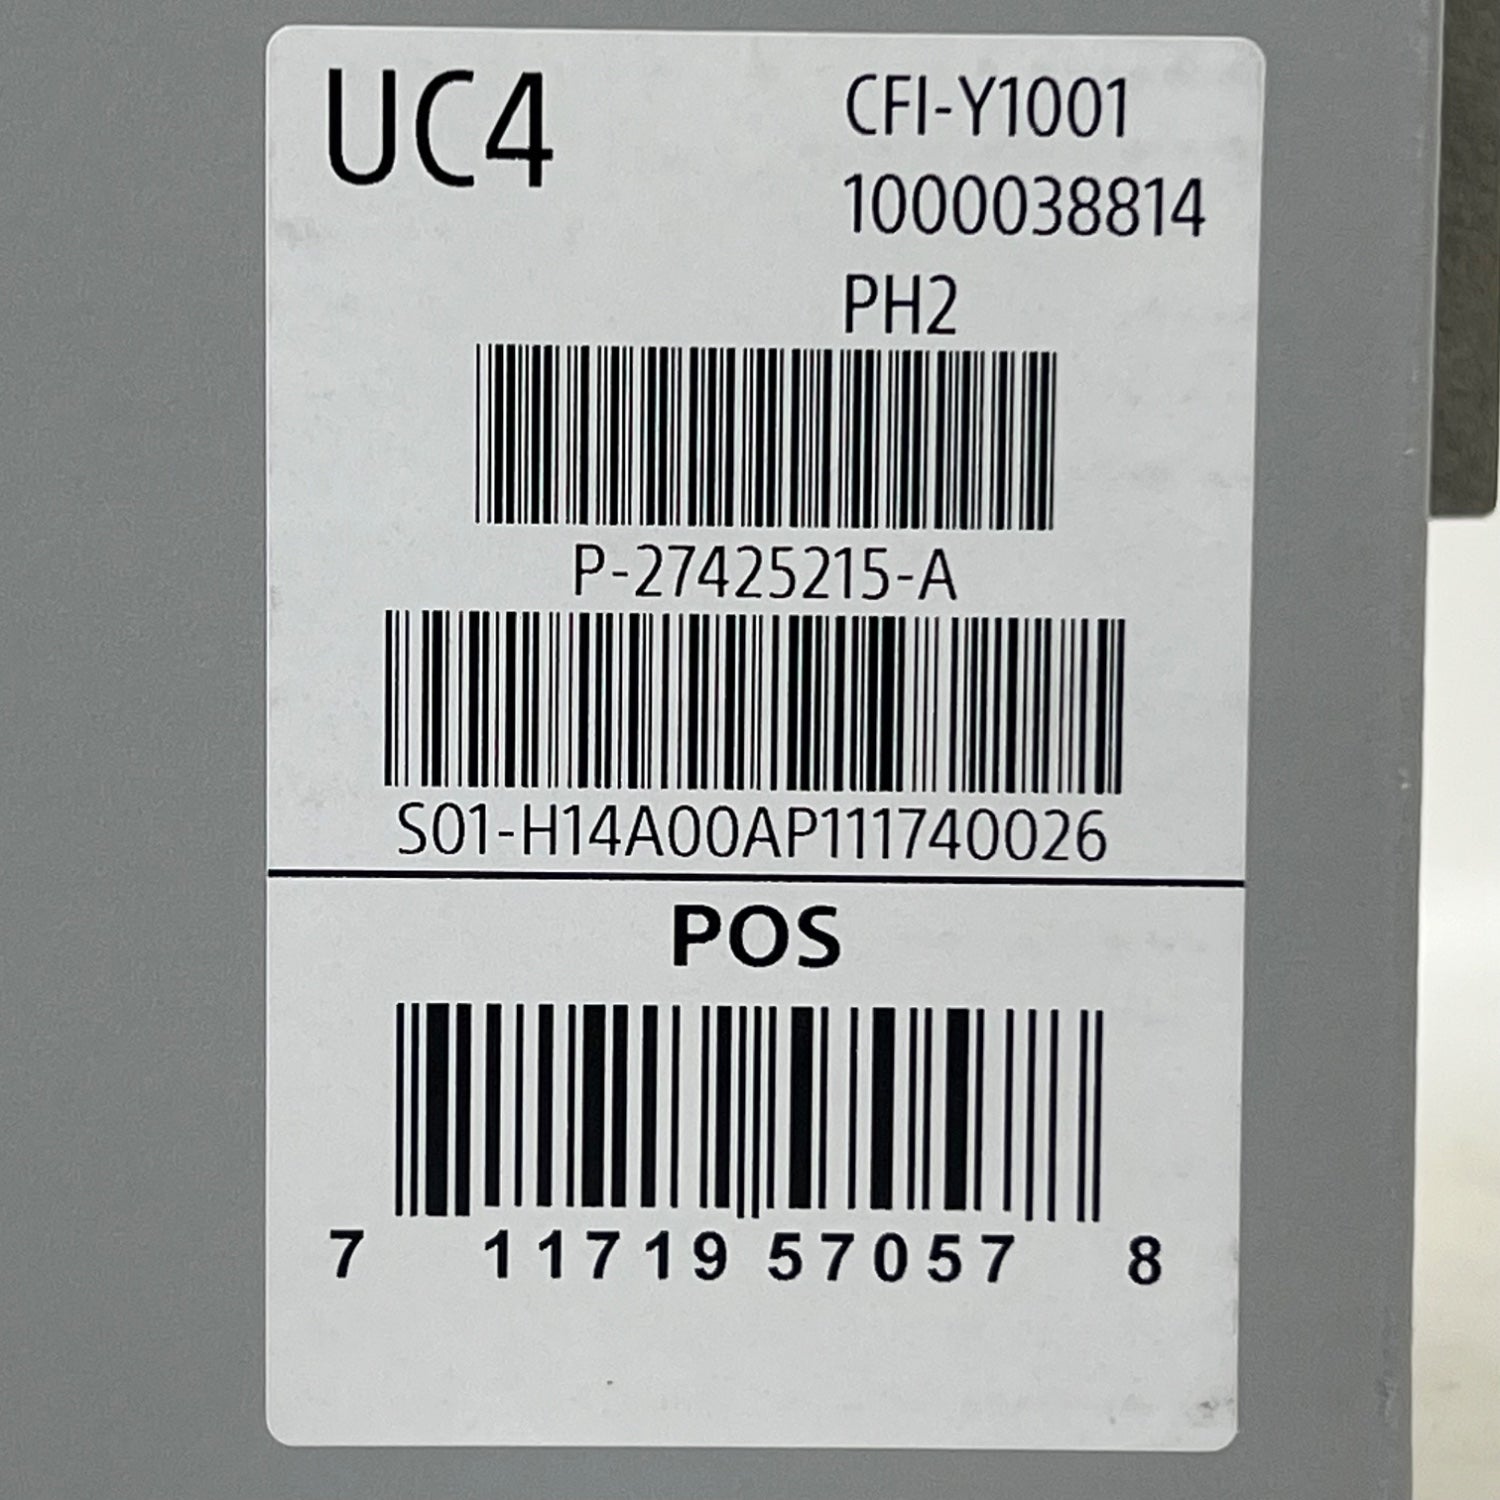 UC4
CFI-Y1001
1000038814
PH2
P-27425215-A
S01-H14A00AP111740026
POS
7 11719 57057 8